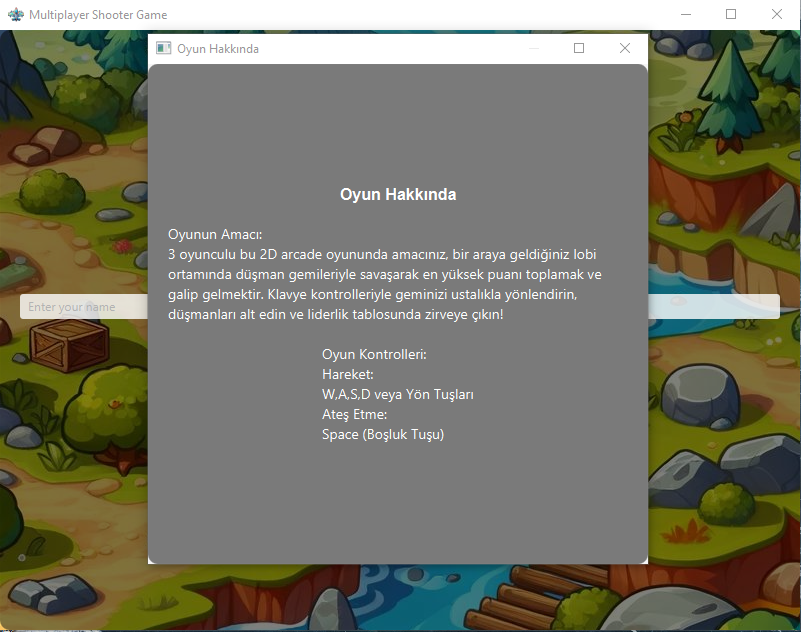 Multiplayer Shooter Game
Oyun Hakkında
Oyun Hakkında
Oyunun Amacı:
3 oyunculu bu 2D arcade oyununda amacınız, bir araya geldiğiniz lobi
ortamında düşman gemileriyle savaşarak en yüksek puanı toplamak ve
galip gelmektir. Klavye kontrolleriyle geminizi ustalıkla yönlendirin,
düşmanları alt edin ve liderlik tablosunda zirveye çıkın!
Enter your name
Oyun Kontrolleri:
Hareket:
W,A,S,D veya Yön Tuşları
Ateş Etme:
Space (Boşluk Tuşu)